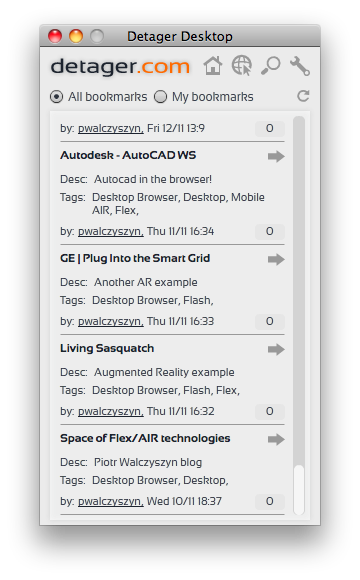 Detager Desktop
detager.com
All bookmarks My bookmarks
by: pwalczyszyn, Fri 12/11 13:9 0
Autodesk - AutoCAD WS
Desc: Autocad in the browser!
Tags: Desktop Browser, Desktop, Mobile
AIR, Flex,
by: pwalczyszyn, Thu 11/11 16:34 0
GE | Plug Into the Smart Grid
Desc: Another AR example
Tags: Desktop Browser, Flash,
by: pwalczyszyn, Thu 11/11 16:33 0
Living Sasquatch
Desc: Augmented Reality example
Tags: Desktop Browser, Flash, Flex,
by: pwalczyszyn, Thu 11/11 16:32 0
Space of Flex/AIR technologies
Desc: Piotr Walczyszyn blog
Tags: Desktop Browser, Desktop,
by: pwalczyszyn, Wed 10/11 18:37 0